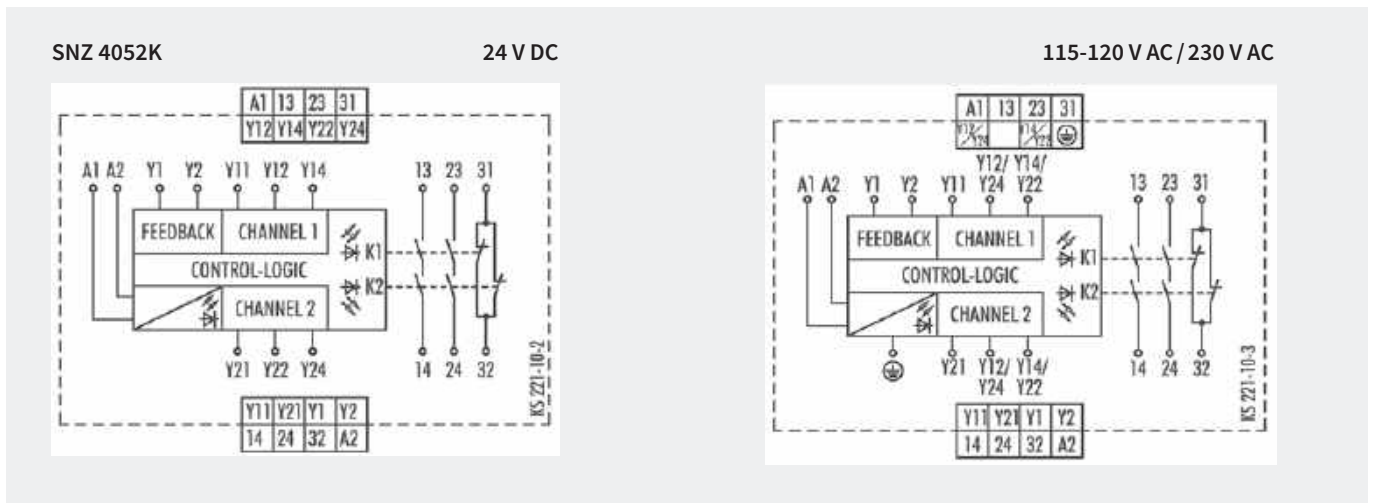 SNZ 4052K 24 V DC
A1 13 23 31
Y12 Y14 Y22 Y24
A1 A2 Y1 Y2 Y11 Y12 Y14 13 23 31
FEEDBACK CHANNEL 1
K1
CONTROL-LOGIC
K2
CHANNEL 2
Y21 Y22 Y24 14 24 32
KS 221-10-2
Y11 Y21 Y1 Y2
14 24 32 A2
115-120 V AC / 230 V AC
A1 13 23 31
Y12/Y24 Y14/Y22
Y12/ Y14/
A1 A2 Y1 Y2 Y11 Y24 Y22 13 23 31
FEEDBACK CHANNEL 1
K1
CONTROL-LOGIC
K2
CHANNEL 2
Y21 Y12/ Y14/ 14 24 32
Y24 Y22
KS 221-10-3
Y11 Y21 Y1 Y2
14 24 32 A2